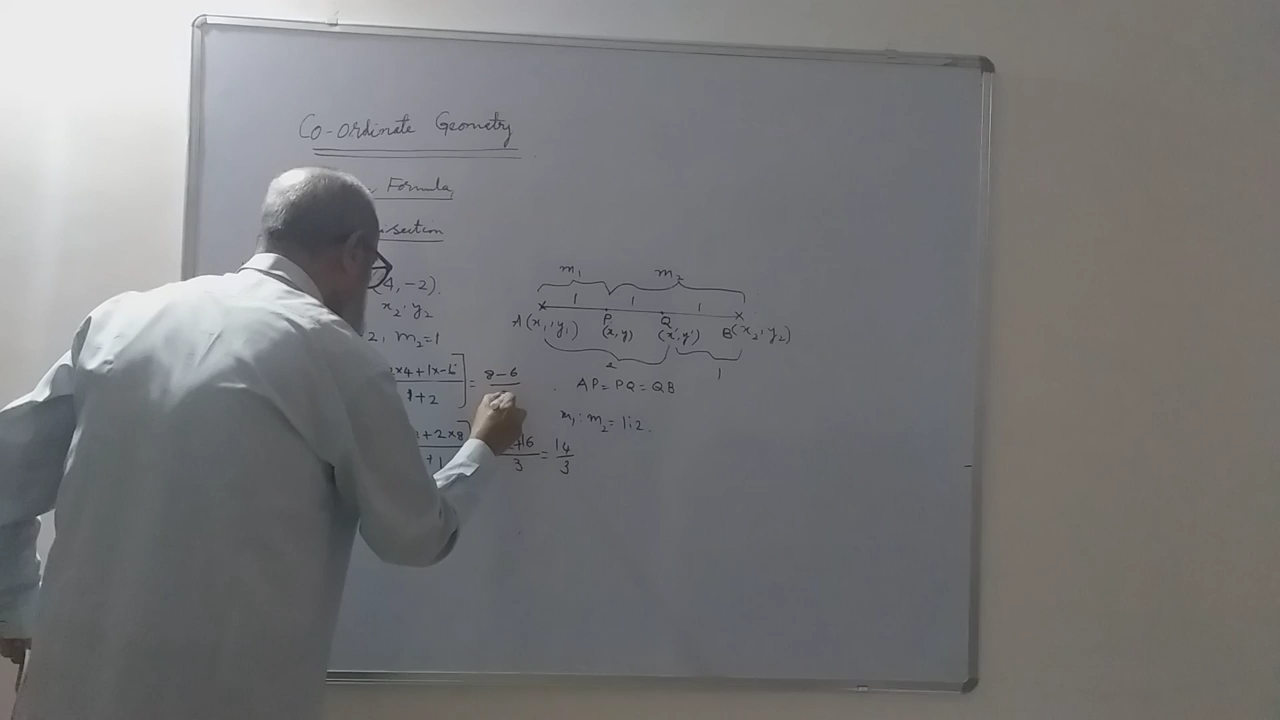 Co-ordinate Geometry
Formula
section
4, -2).
x₂, y₂
2, m₂=1
x4+1x-6] = 8-6
1+2
+2x8] +16 = 14
+1 3 3
m₁ m₂
1 1 1
A(x₁, y₁) P(x, y) Q(x', y') B(x₂, y₂)
2 1
AP = PQ = QB
m₁ : m₂ = 1:2.